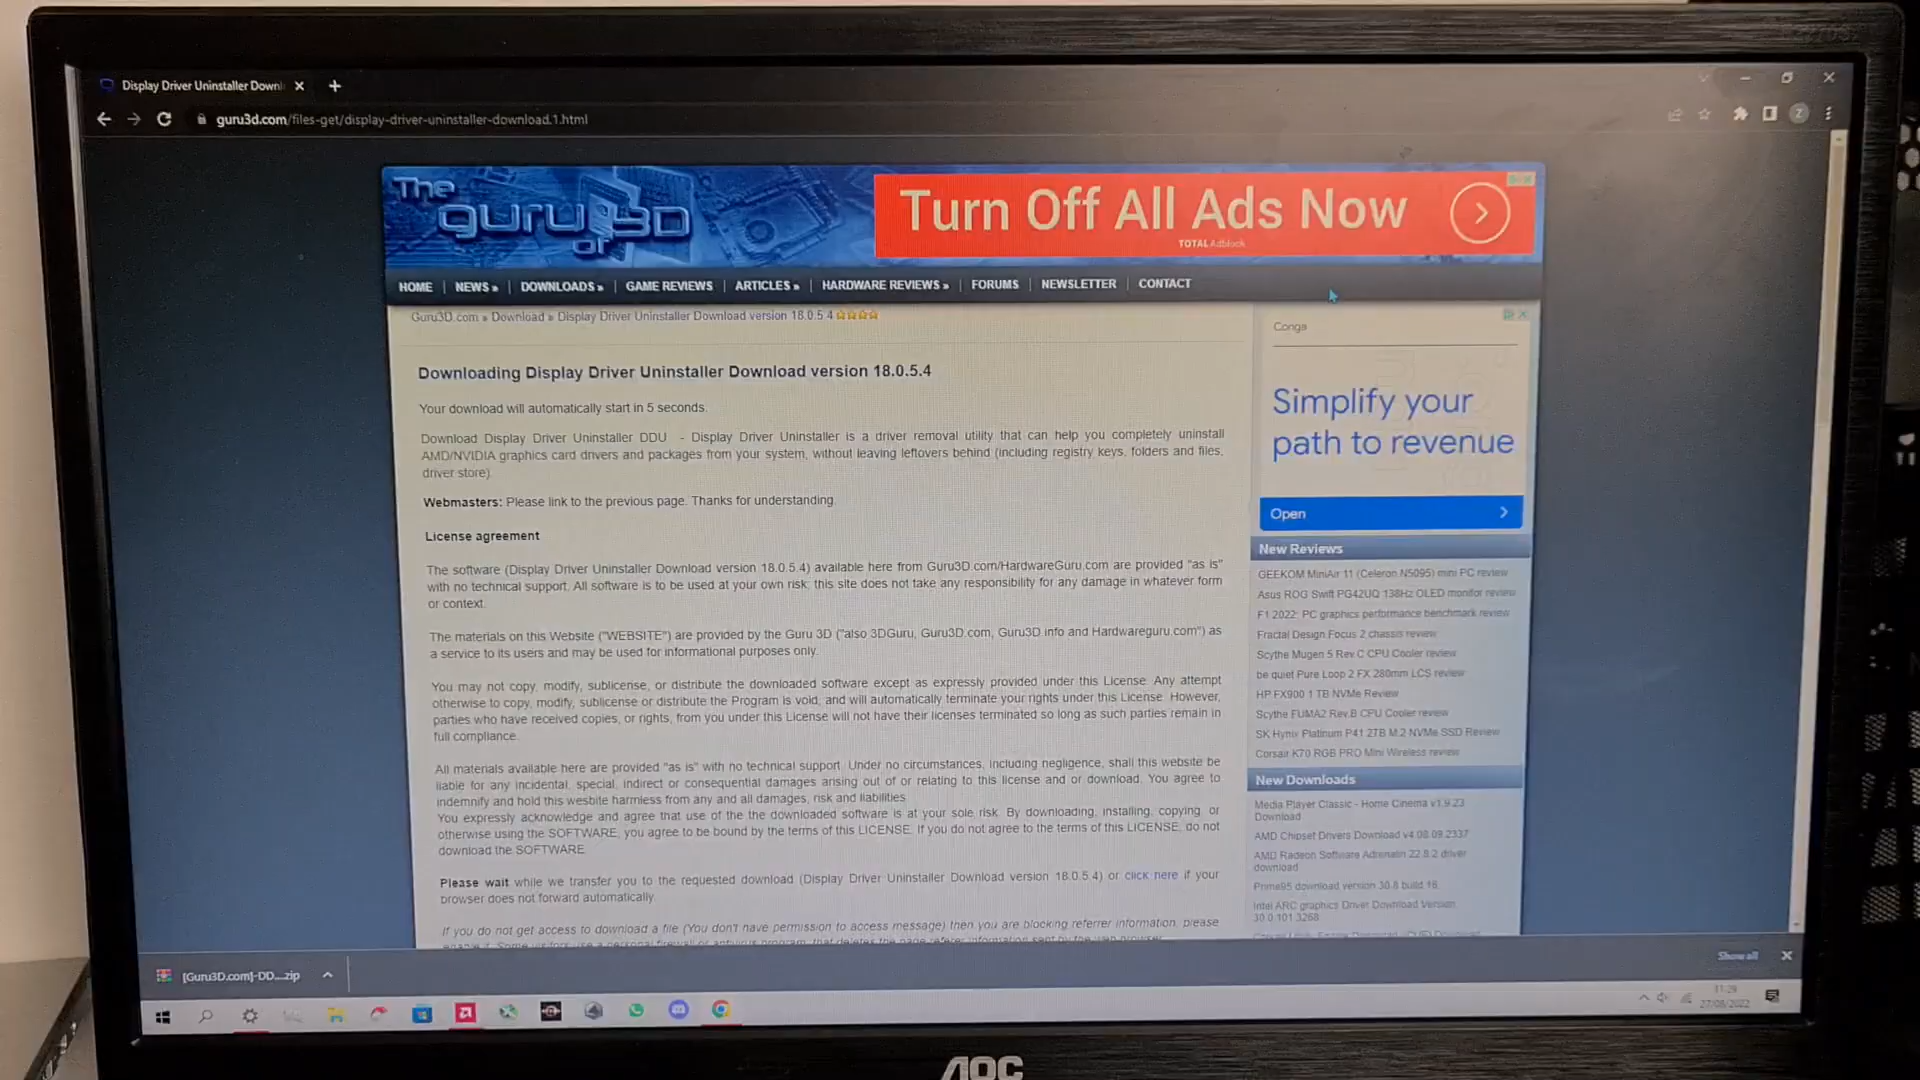 Display Driver Uninstaller Down
guru3d.com/files-get/display-driver-uninstaller-download,1.html
Z
The
guru
of
3D
Turn Off All Ads Now
TOTAL Adblock
HOME
NEWS »
DOWNLOADS »
GAME REVIEWS
ARTICLES »
HARDWARE REVIEWS »
FORUMS
NEWSLETTER
CONTACT
Guru3D.com » Download » Display Driver Uninstaller Download version 18.0.5.4
Downloading Display Driver Uninstaller Download version 18.0.5.4
Your download will automatically start in 5 seconds.
Download Display Driver Uninstaller DDU - Display Driver Uninstaller is a driver removal utility that can help you completely uninstall
AMD/NVIDIA graphics card drivers and packages from your system, without leaving leftovers behind (including registry keys, folders and files,
driver store).
Webmasters: Please link to the previous page. Thanks for understanding.
License agreement
The software (Display Driver Uninstaller Download version 18.0.5.4) available here from Guru3D.com/HardwareGuru.com are provided "as is"
with no technical support. All software is to be used at your own risk; this site does not take any responsibility for any damage in whatever form
or context.
The materials on this Website ("WEBSITE") are provided by the Guru 3D ("also 3DGuru, Guru3D.com, Guru3D info and Hardwareguru.com") as
a service to its users and may be used for informational purposes only.
You may not copy, modify, sublicense, or distribute the downloaded software except as expressly provided under this License. Any attempt
otherwise to copy, modify, sublicense or distribute the Program is void, and will automatically terminate your rights under this License. However,
parties who have received copies, or rights, from you under this License will not have their licenses terminated so long as such parties remain in
full compliance.
All materials available here are provided "as is" with no technical support. Under no circumstances, including negligence, shall this website be
liable for any incidental, special, indirect or consequential damages arising out of or relating to this license and or download. You agree to
indemnify and hold this wesbite harmless from any and all damages, risk and liabilities.
You expressly acknowledge and agree that use of the the downloaded software is at your sole risk. By downloading, installing, copying or
otherwise using the SOFTWARE, you agree to be bound by the terms of this LICENSE. If you do not agree to the terms of this LICENSE, do not
download the SOFTWARE.
Please wait while we transfer you to the requested download (Display Driver Uninstaller Download version 18.0.5.4) or click here if your
browser does not forward automatically.
If you do not get access to download a file (You don't have permission to access message) then you are blocking referrer information, please
Conga
Simplify your
path to revenue
Open
New Reviews
GEEKOM MiniAir 11 (Celeron N5095) mini PC review
Asus ROG Swift PG42UQ 138Hz OLED monitor review
F1 2022: PC graphics performance benchmark review
Fractal Design Focus 2 chassis review
Scythe Mugen 5 Rev.C CPU Cooler review
be quiet Pure Loop 2 FX 280mm LCS review
HP FX900 1 TB NVMe Review
Scythe FUMA2 Rev.B CPU Cooler review
SK Hynix Platinum P41 2TB M.2 NVMe SSD Review
Corsair K70 RGB PRO Mini Wireless review
New Downloads
Media Player Classic - Home Cinema v1.9.23
Download
AMD Chipset Drivers Download v4.08.09.2337
AMD Radeon Software Adrenalin 22.8.2 driver
download
Prime95 download version 30.8 build 16.
Intel ARC graphics Driver Download Version
30.0.101.3268
[Guru3D.com]-DD....zip
Show all
11:29
27/08/2022
AOC